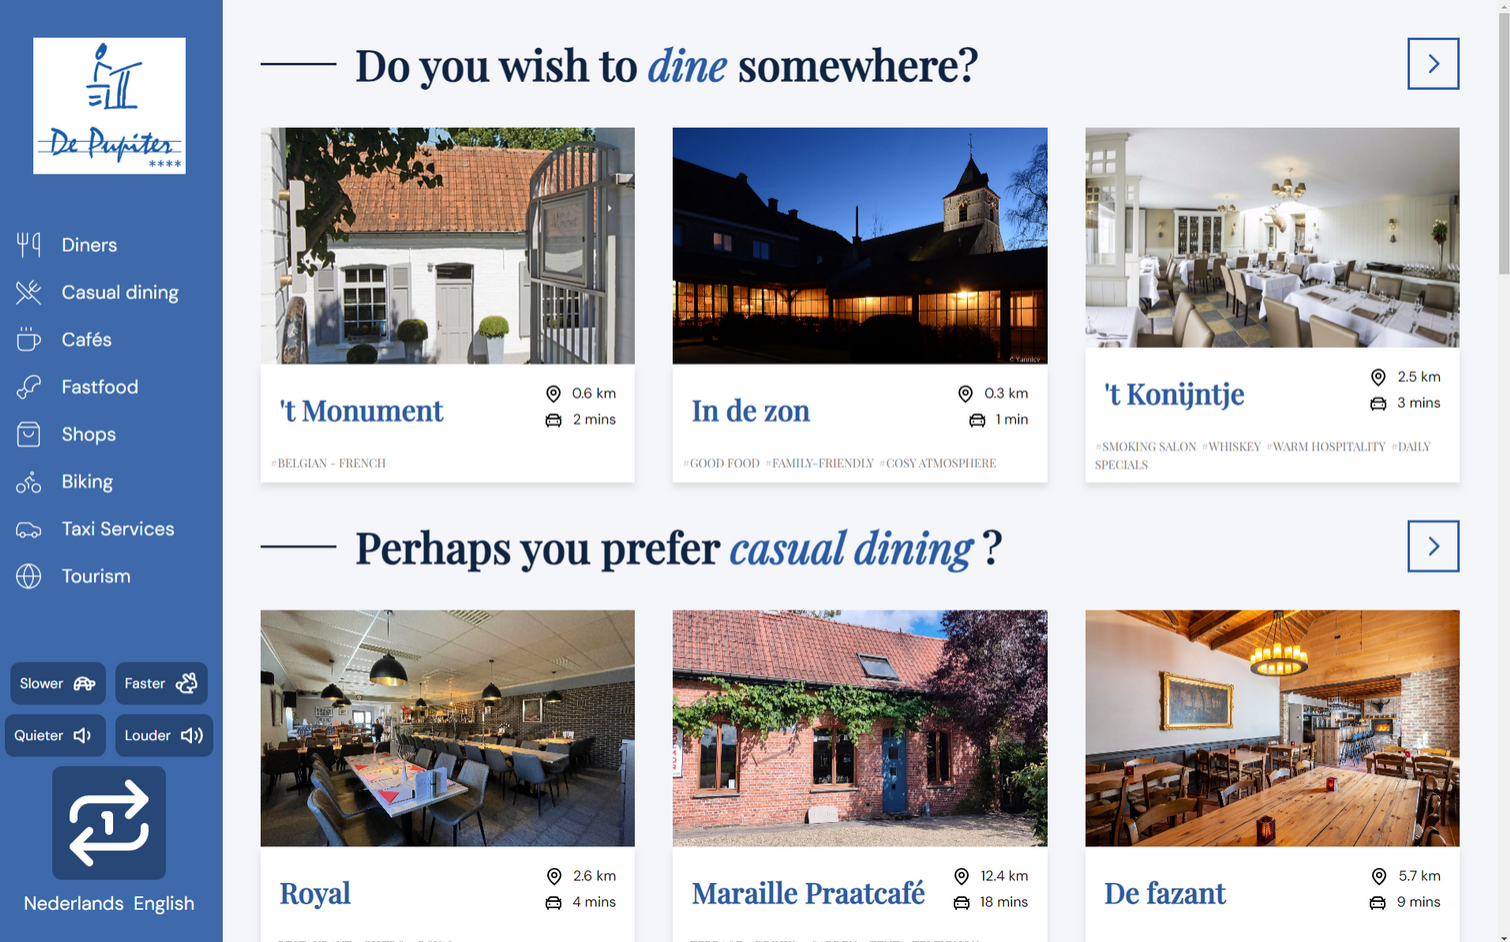 De Pupiter
****
Diners
Casual dining
Cafés
Fastfood
Shops
Biking
Taxi Services
Tourism
Slower
Faster
Quieter
Louder
1
Nederlands English
Do you wish to dine somewhere?
't Monument
0.6 km
2 mins
#BELGIAN - FRENCH
© Yannicv
In de zon
0.3 km
1 min
#GOOD FOOD #FAMILY-FRIENDLY #COSY ATMOSPHERE
't Konijntje
2.5 km
3 mins
#SMOKING SALON #WHISKEY #WARM HOSPITALITY #DAILY
SPECIALS
Perhaps you prefer casual dining ?
Royal
2.6 km
4 mins
Maraille Praatcafé
12.4 km
18 mins
De fazant
5.7 km
9 mins